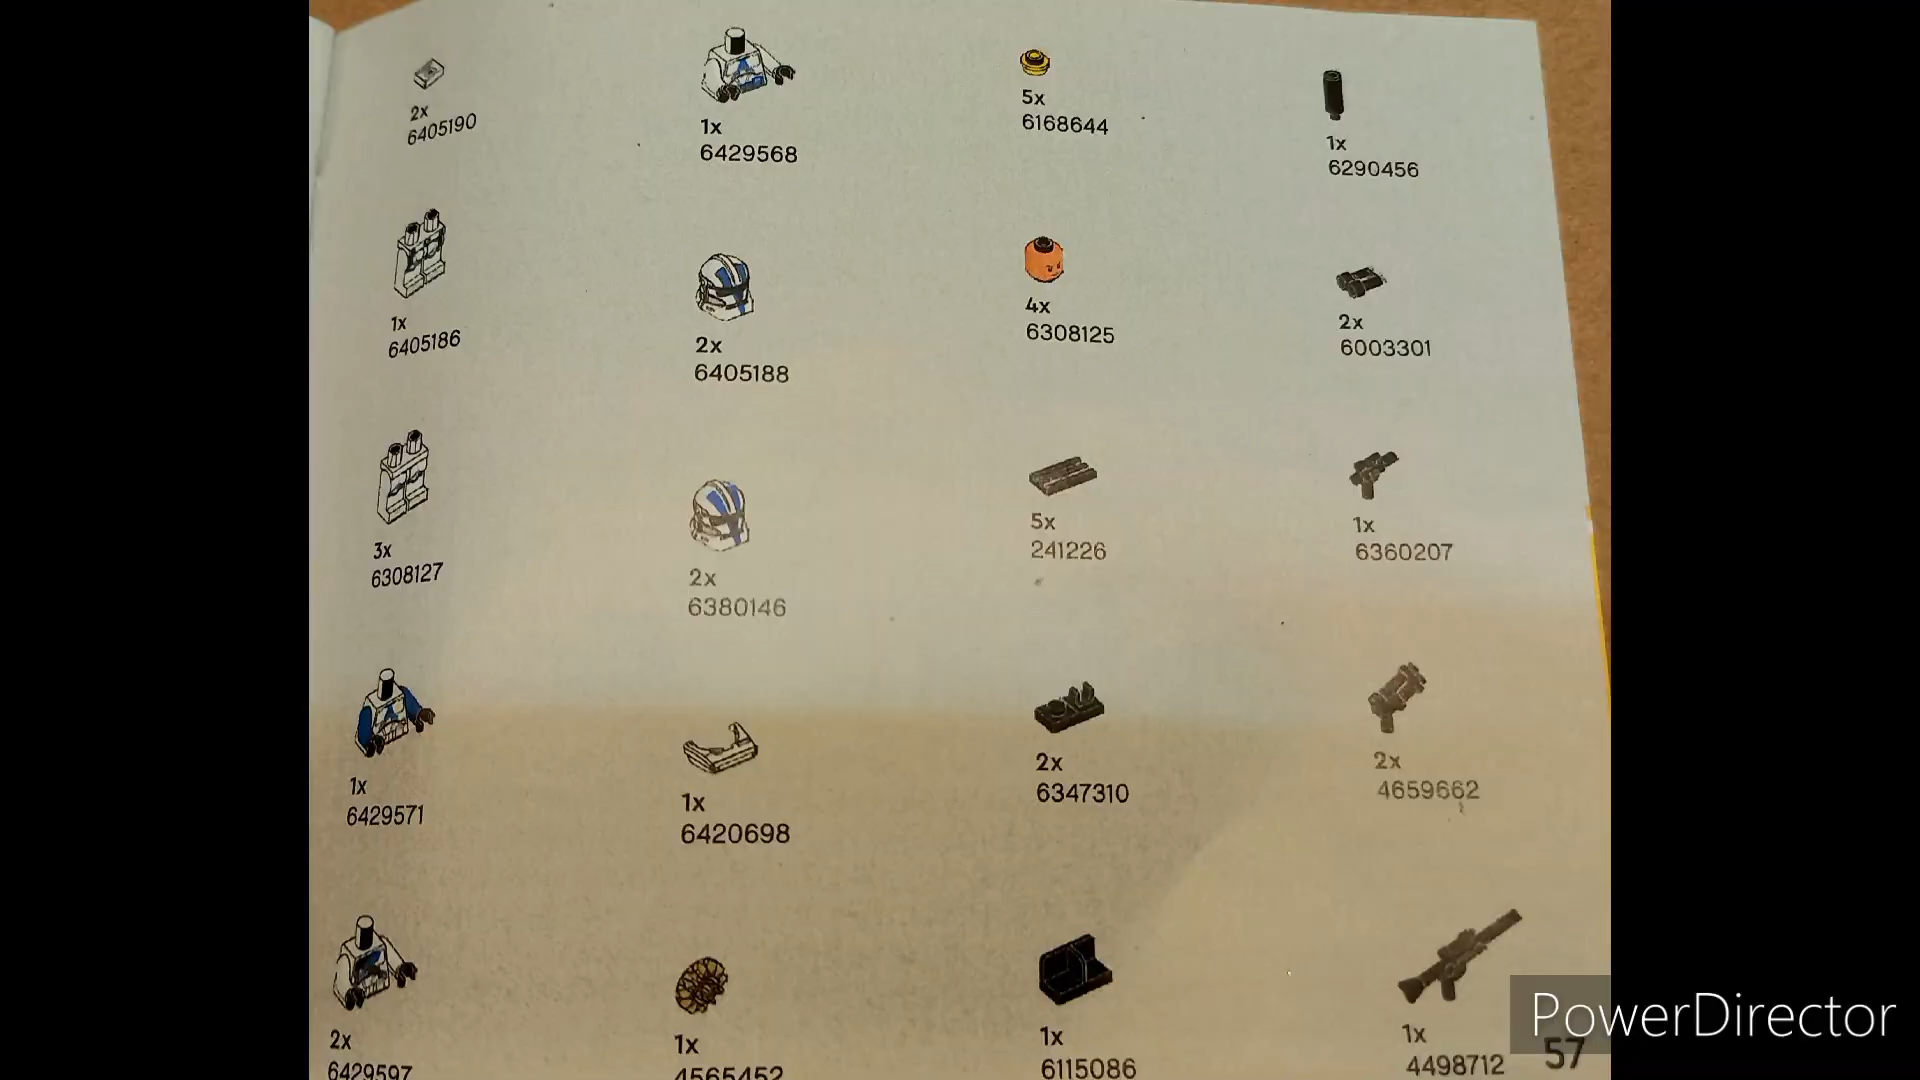 2x
6405190
1x
6405186
3x
6308127
1x
6429571
2x
6429597
1x
6429568
2x
6405188
2x
6380146
1x
6420698
1x
4565452
5x
6168644
4x
6308125
5x
241226
2x
6347310
1x
6115086
1x
6290456
2x
6003301
1x
6360207
2x
4659662
1x
4498712
57
PowerDirector